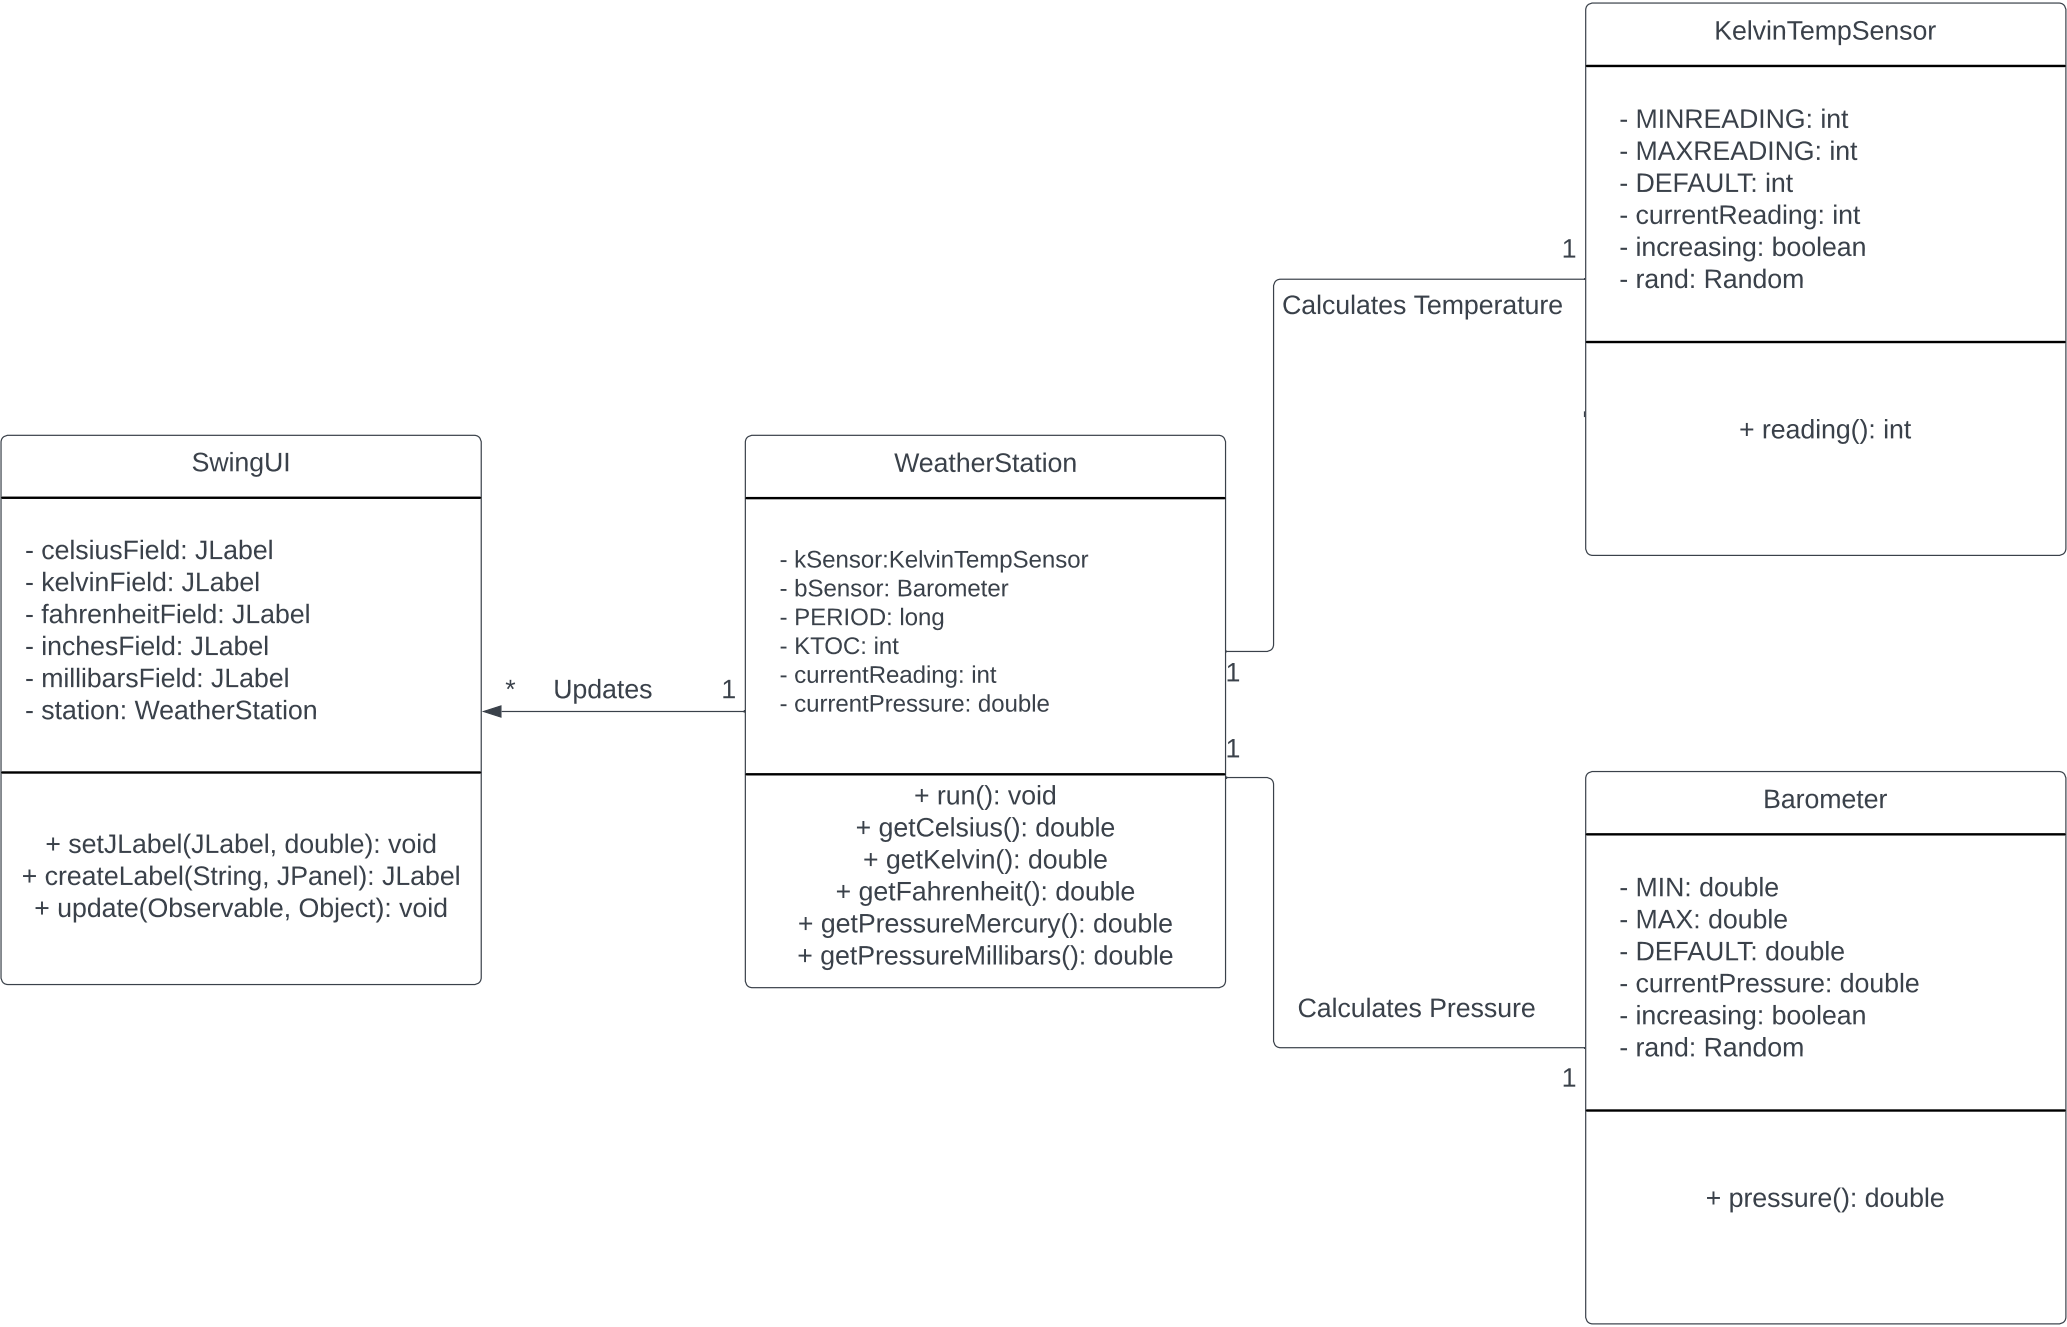 KelvinTempSensor
- MINREADING: int
- MAXREADING: int
- DEFAULT: int
- currentReading: int
- increasing: boolean
- rand: Random
+ reading(): int
1
Calculates Temperature
SwingUI
- celsiusField: JLabel
- kelvinField: JLabel
- fahrenheitField: JLabel
- inchesField: JLabel
- millibarsField: JLabel
- station: WeatherStation
+ setJLabel(JLabel, double): void
+ createLabel(String, JPanel): JLabel
+ update(Observable, Object): void
* Updates 1
WeatherStation
- kSensor:KelvinTempSensor
- bSensor: Barometer
- PERIOD: long
- KTOC: int
- currentReading: int
- currentPressure: double
+ run(): void
+ getCelsius(): double
+ getKelvin(): double
+ getFahrenheit(): double
+ getPressureMercury(): double
+ getPressureMillibars(): double
1
1
Calculates Pressure
1
Barometer
- MIN: double
- MAX: double
- DEFAULT: double
- currentPressure: double
- increasing: boolean
- rand: Random
+ pressure(): double